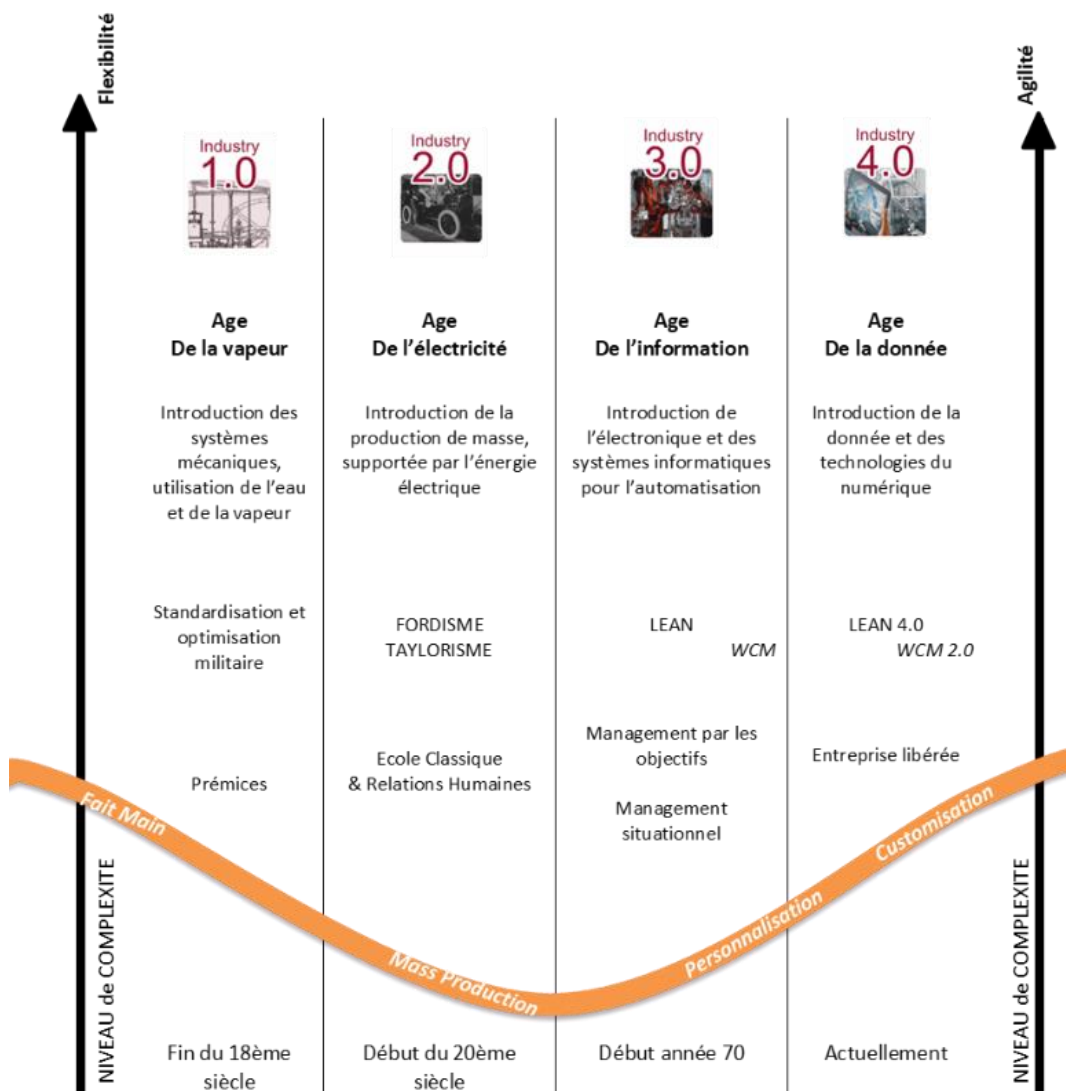 Flexibilité
Agilité
Industry
1.0
Industry
2.0
Industry
3.0
Industry
4.0
Age
De la vapeur
Age
De l’électricité
Age
De l’information
Age
De la donnée
Introduction des
systèmes
mécaniques,
utilisation de l’eau
et de la vapeur
Introduction de la
production de masse,
supportée par l’énergie
électrique
Introduction de
l’électronique et des
systèmes informatiques
pour l’automatisation
Introduction de la
donnée et des
technologies du
numérique
Standardisation et
optimisation
militaire
FORDISME
TAYLORISME
LEAN
WCM
LEAN 4.0
WCM 2.0
Prémices
Ecole Classique
& Relations Humaines
Management par les
objectifs
Management
situationnel
Entreprise libérée
Fait Main
Mass Production
Personnalisation
Customisation
NIVEAU de COMPLEXITE
NIVEAU de COMPLEXITE
Fin du 18ème
siècle
Début du 20ème
siècle
Début année 70
Actuellement